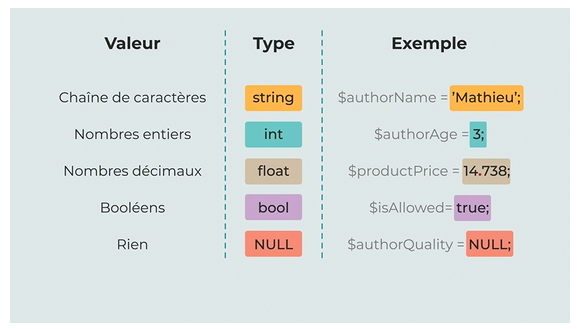 Valeur Type Exemple
Chaîne de caractères string $authorName = 'Mathieu';
Nombres entiers int $authorAge = 3;
Nombres décimaux float $productPrice = 14.738;
Booléens bool $isAllowed= true;
Rien NULL $authorQuality = NULL;